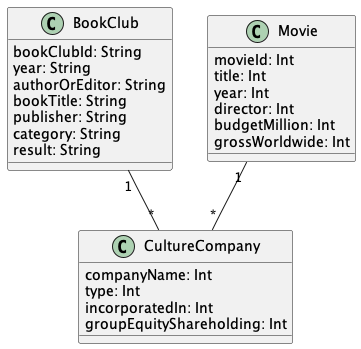 C BookClub
bookClubId: String
year: String
authorOrEditor: String
bookTitle: String
publisher: String
category: String
result: String
C Movie
movieId: Int
title: Int
year: Int
director: Int
budgetMillion: Int
grossWorldwide: Int
1
*
1
*
C CultureCompany
companyName: Int
type: Int
incorporatedIn: Int
groupEquityShareholding: Int